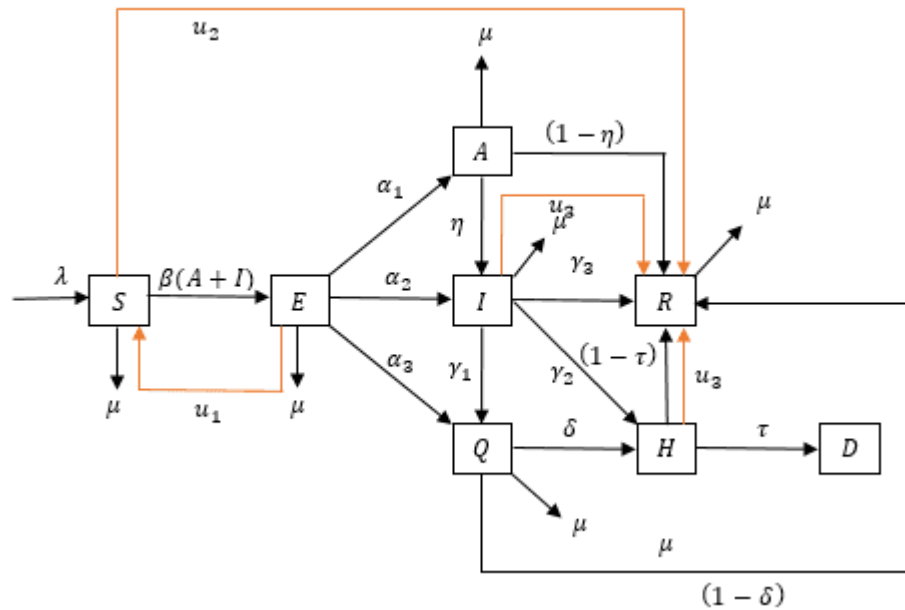 u₂
μ
A
(1 − η)
α₁
u₃
μ
η
μ
λ
β(A + I)
α₂
γ₃
S
E
I
R
α₃
γ₁
γ₂
(1 − τ)
u₃
μ
u₁
μ
Q
δ
H
τ
D
μ
μ
(1 − δ)